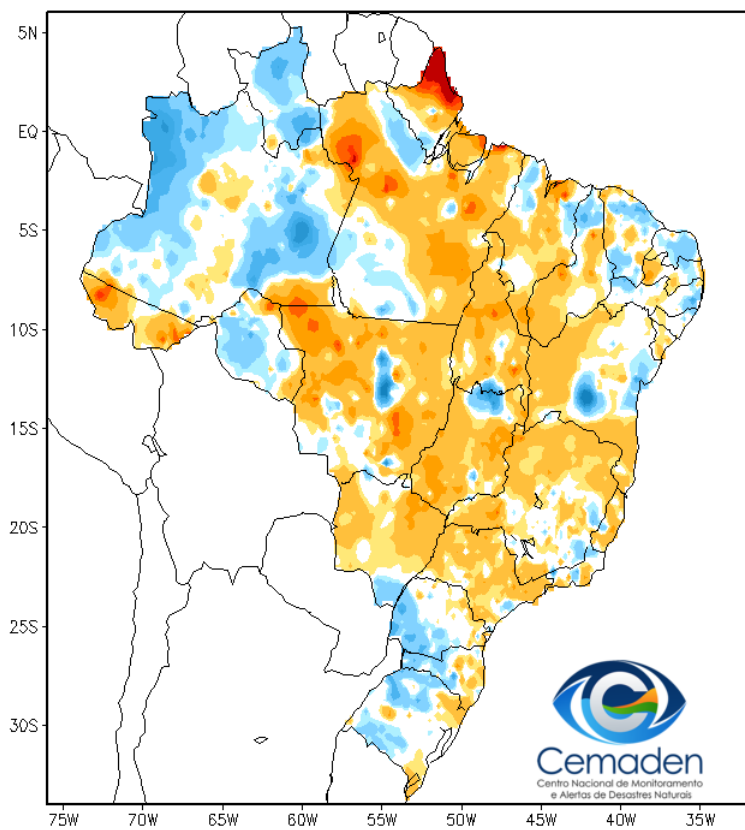 5N
EQ
5S
10S
15S
20S
25S
30S
75W 70W 65W 60W 55W 50W 45W 40W 35W
Cemaden
Centro Nacional de Monitoramento
e Alertas de Desastres Naturais